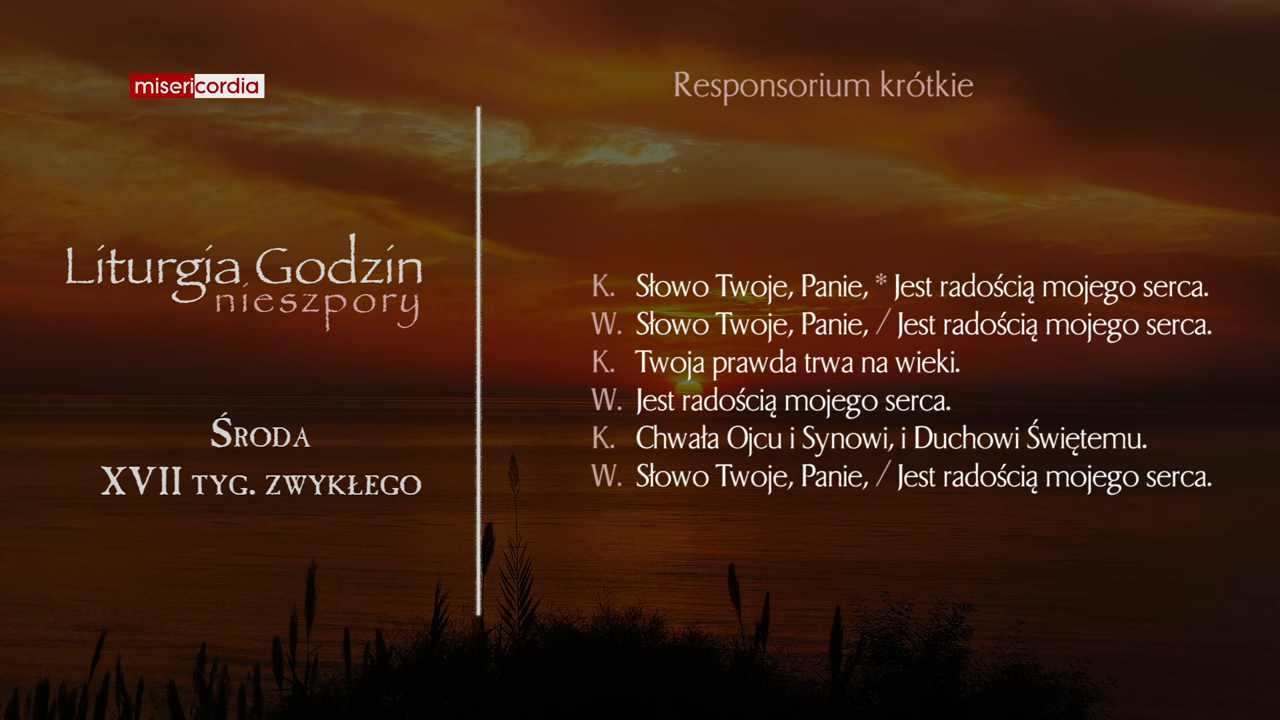 misericordia
Responsorium krótkie
Liturgia Godzin
nieszpory
Środa
XVII tyg. zwykłego
K. Słowo Twoje, Panie, * Jest radością mojego serca.
W. Słowo Twoje, Panie, / Jest radością mojego serca.
K. Twoja prawda trwa na wieki.
W. Jest radością mojego serca.
K. Chwała Ojcu i Synowi, i Duchowi Świętemu.
W. Słowo Twoje, Panie, / Jest radością mojego serca.